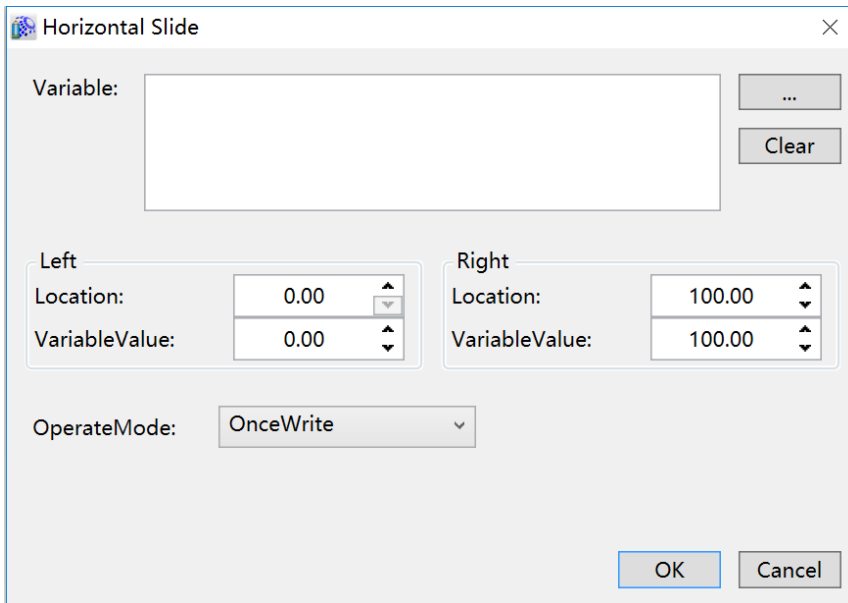 Horizontal Slide
Variable:
...
Clear
Left
Location:
0.00
VariableValue:
0.00
Right
Location:
100.00
VariableValue:
100.00
OperateMode:
OnceWrite
OK
Cancel